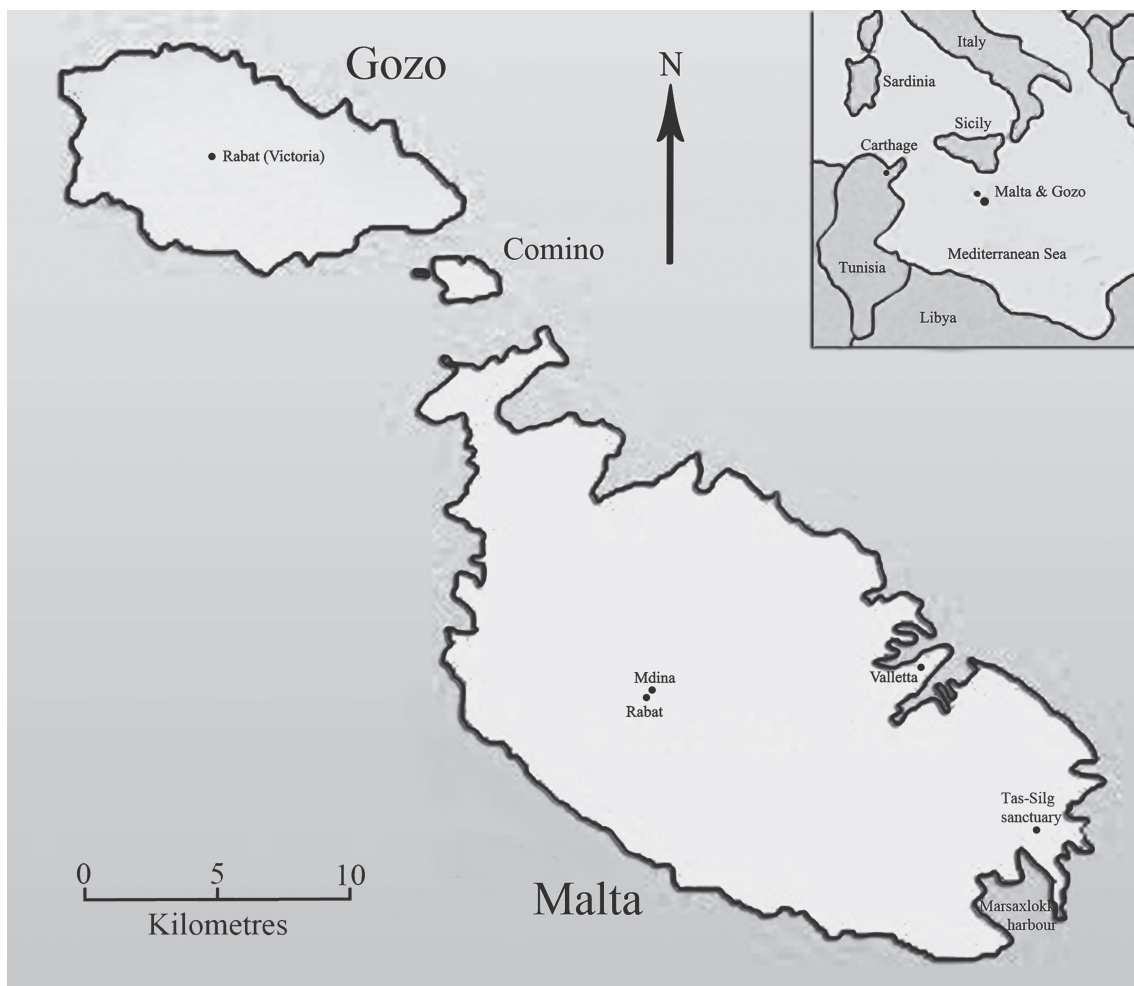 Gozo
N
Rabat (Victoria)
Comino
Italy
Sardinia
Sicily
Carthage
Malta & Gozo
Mediterranean Sea
Tunisia
Libya
Mdina
Rabat
Valletta
Tas-Silg
sanctuary
Marsaxlokk
harbour
Malta
0 5 10
Kilometres